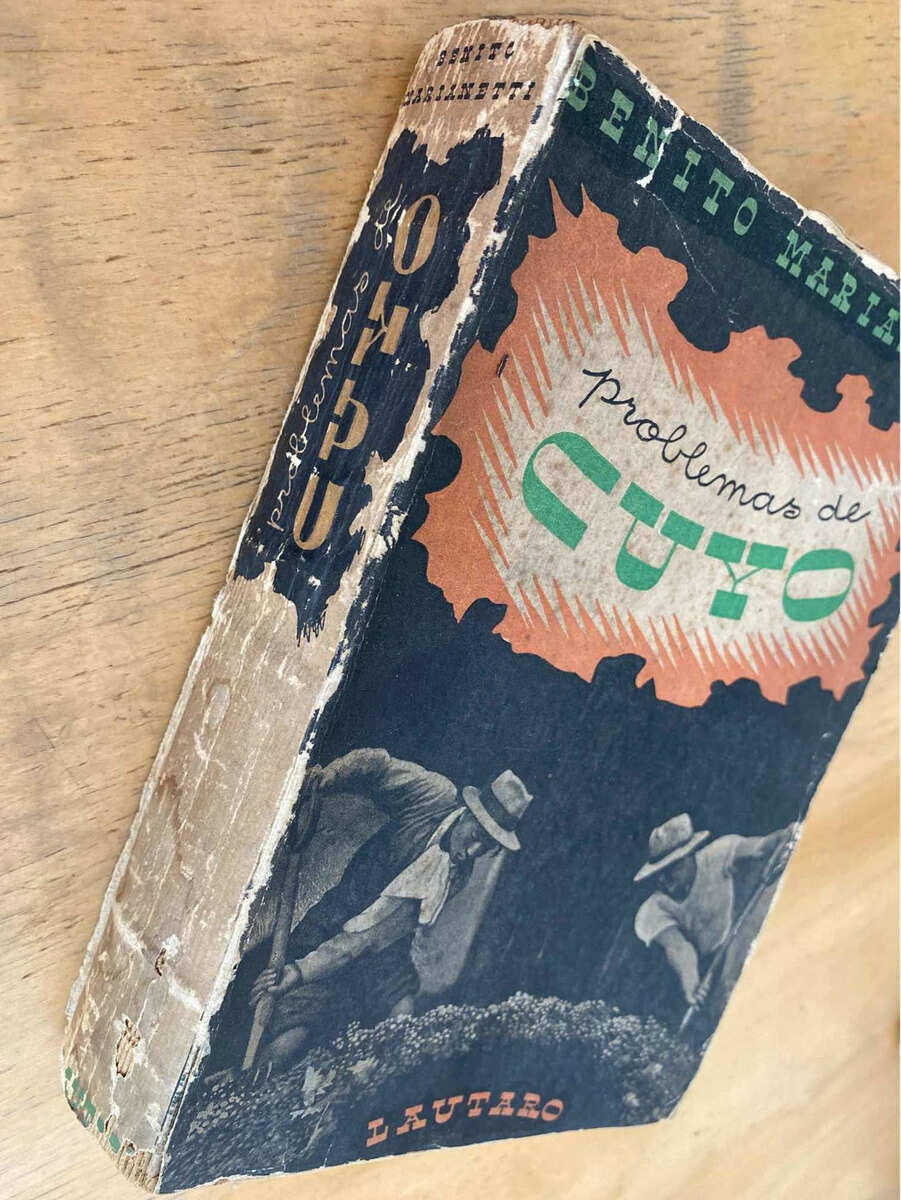 BENITO
MARIANETTI
problemas de
CUYO
BENITO MARIA
problemas de
CUYO
LAUTARO